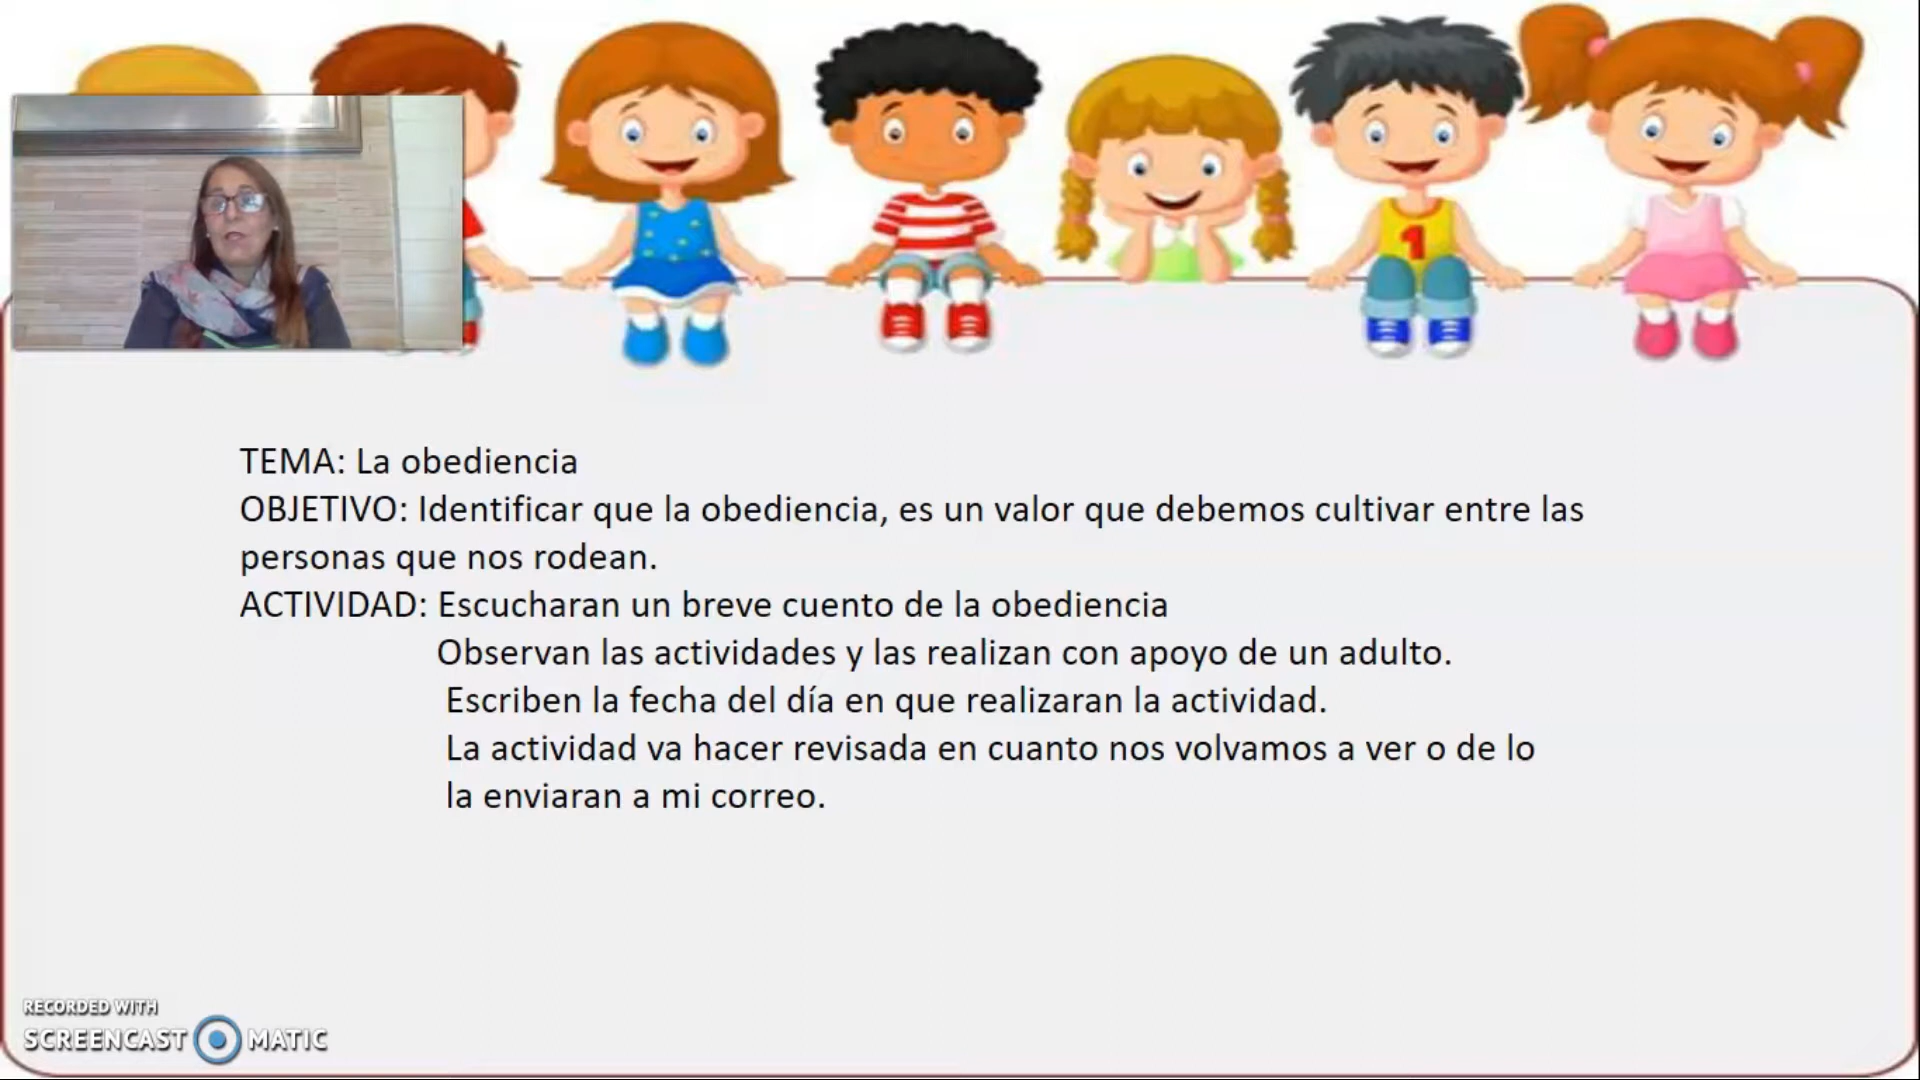 1
TEMA: La obediencia
OBJETIVO: Identificar que la obediencia, es un valor que debemos cultivar entre las
personas que nos rodean.
ACTIVIDAD: Escucharan un breve cuento de la obediencia
Observan las actividades y las realizan con apoyo de un adulto.
Escriben la fecha del día en que realizaran la actividad.
La actividad va hacer revisada en cuanto nos volvamos a ver o de lo
la enviaran a mi correo.
RECORDED WITH
SCREENCAST MATIC